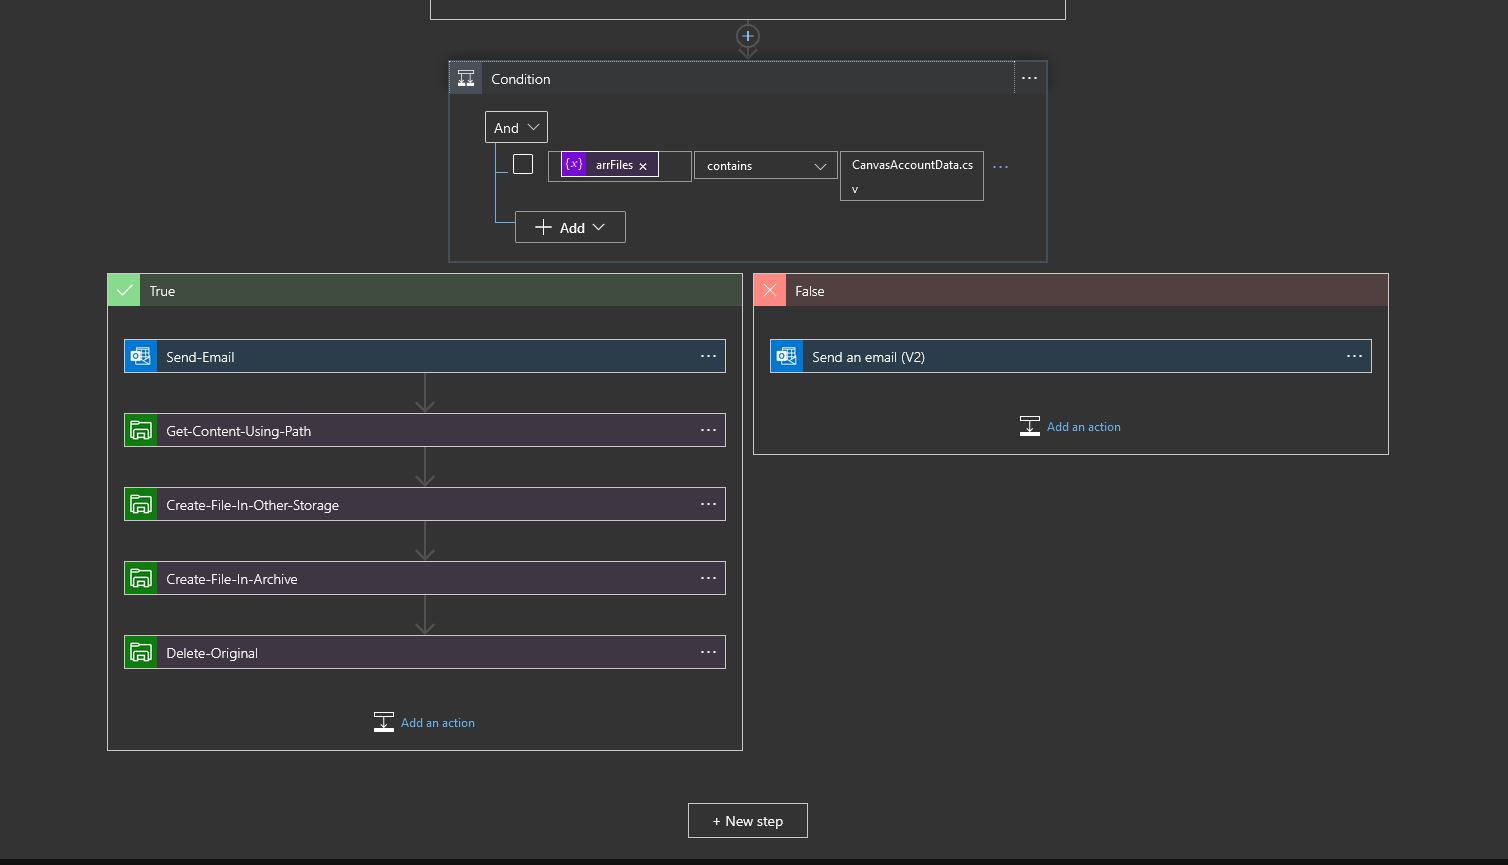 Condition
And
{x} arrFiles × contains CanvasAccountData.cs
v
+ Add
True
Send-Email
Get-Content-Using-Path
Create-File-In-Other-Storage
Create-File-In-Archive
Delete-Original
Add an action
False
Send an email (V2)
Add an action
+ New step